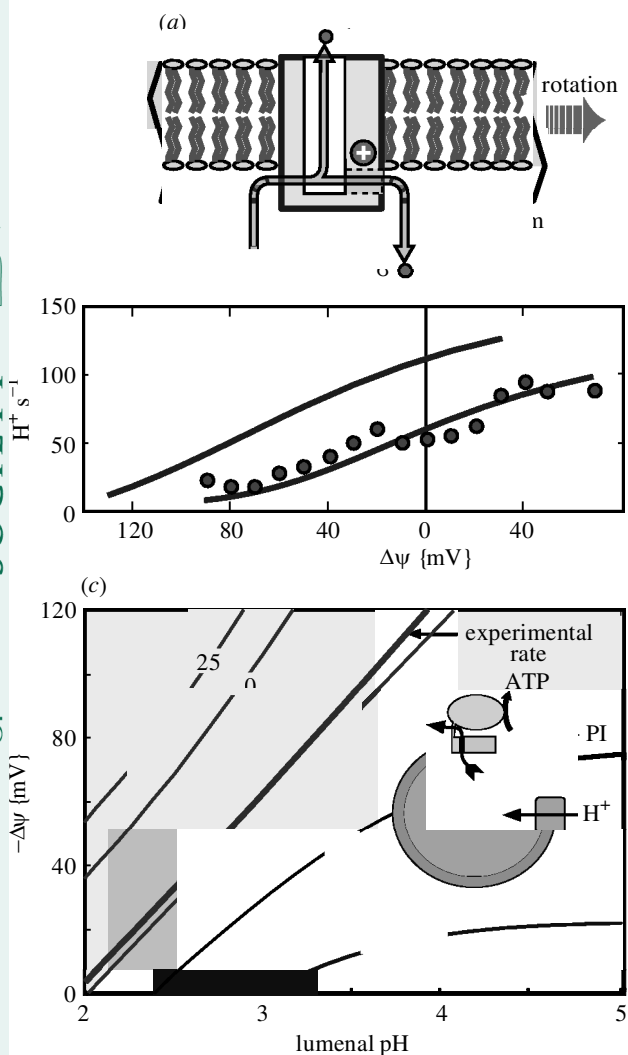 (a)
rotation
+
n
150
100
50
0
H⁺ s⁻¹
120 80 40 0 40
Δψ {mV}
(c)
120
80
40
0
−Δψ {mV}
experimental
rate
25
0
ATP
PI
H⁺
2 3 4 5
lumenal pH